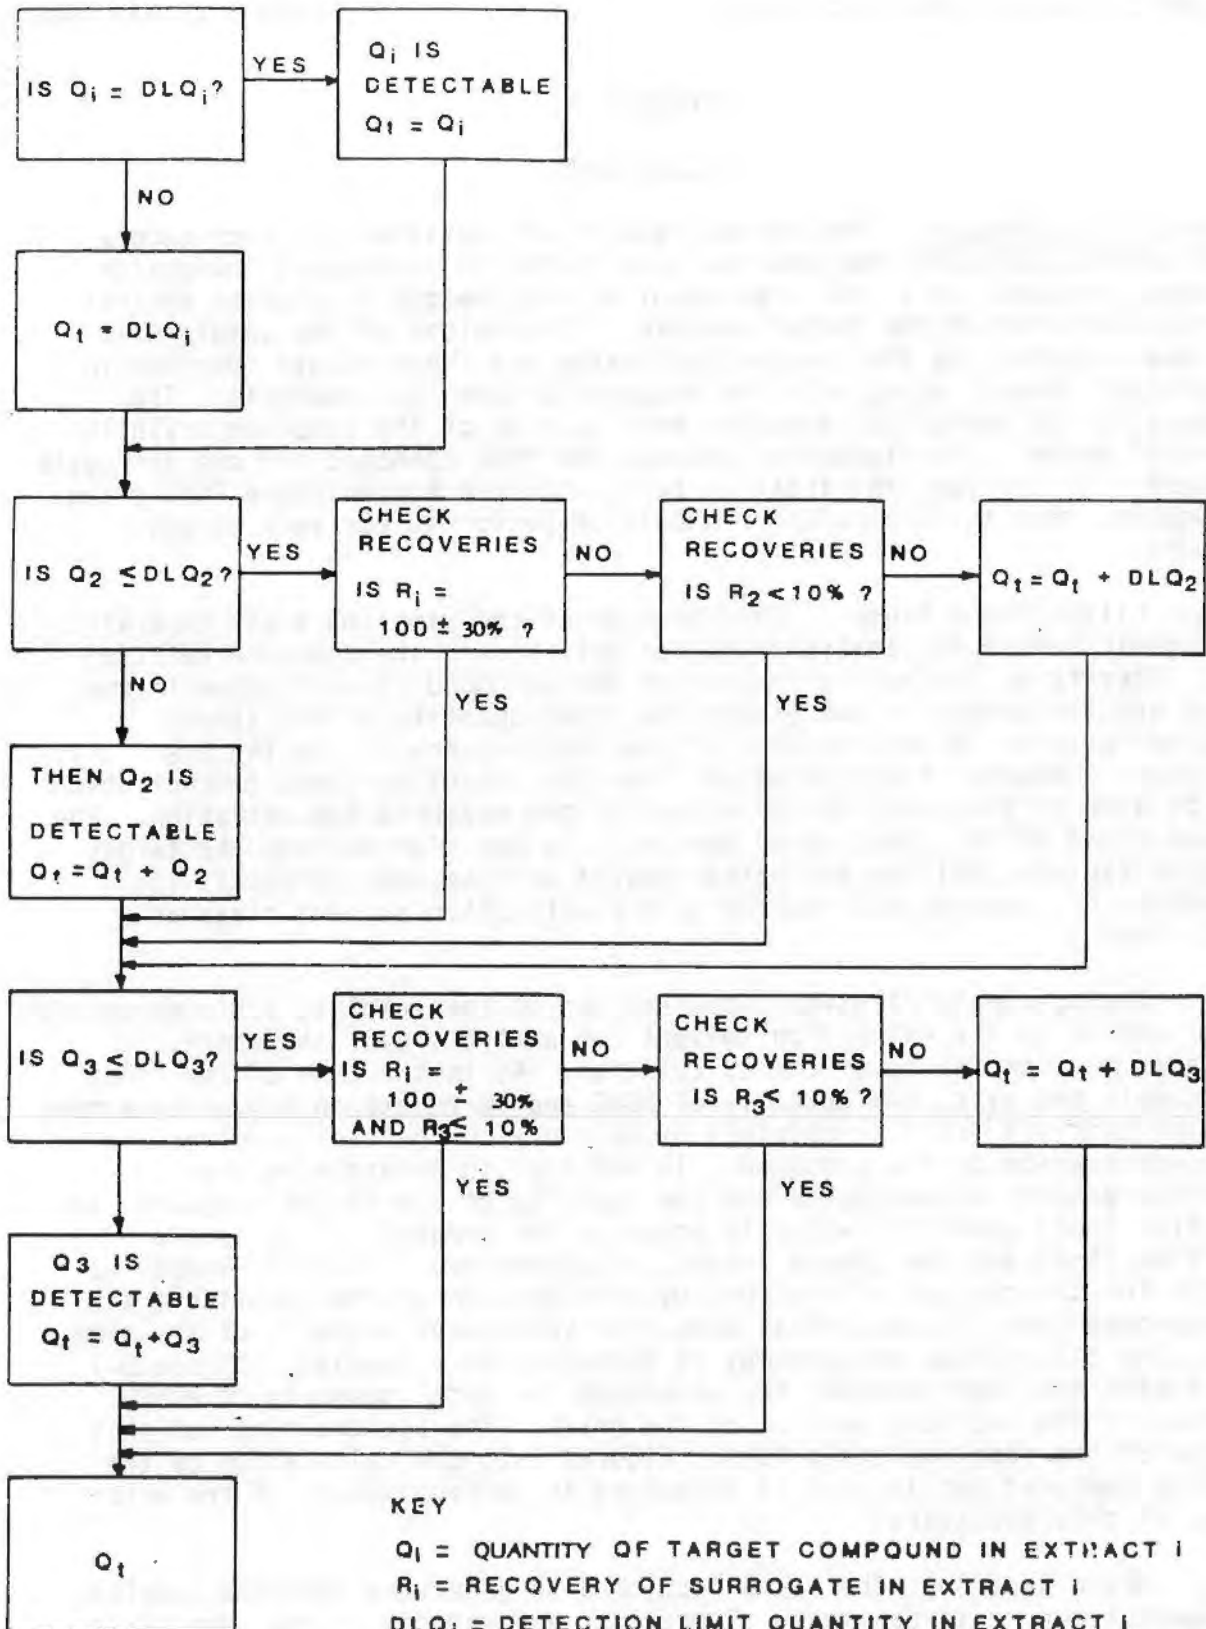 IS Qi = DLQi?
YES
Qi IS
DETECTABLE
Qt = Qi
NO
Qt = DLQi
IS Q2 ≤ DLQ2?
YES
CHECK
RECOVERIES
IS Ri =
100 ± 30% ?
NO
CHECK
RECOVERIES
IS R2 < 10% ?
NO
Qt = Qt + DLQ2
NO
YES
YES
THEN Q2 IS
DETECTABLE
Qt = Qt + Q2
IS Q3 ≤ DLQ3?
YES
CHECK
RECOVERIES
IS Ri =
100 ± 30%
AND R3 ≤ 10%
NO
CHECK
RECOVERIES
IS R3 < 10% ?
NO
Qt = Qt + DLQ3
YES
YES
Q3 IS
DETECTABLE
Qt = Qt + Q3
Qt
KEY
Qi = QUANTITY OF TARGET COMPOUND IN EXTRACT i
Ri = RECOVERY OF SURROGATE IN EXTRACT i
DLQi = DETECTION LIMIT QUANTITY IN EXTRACT i